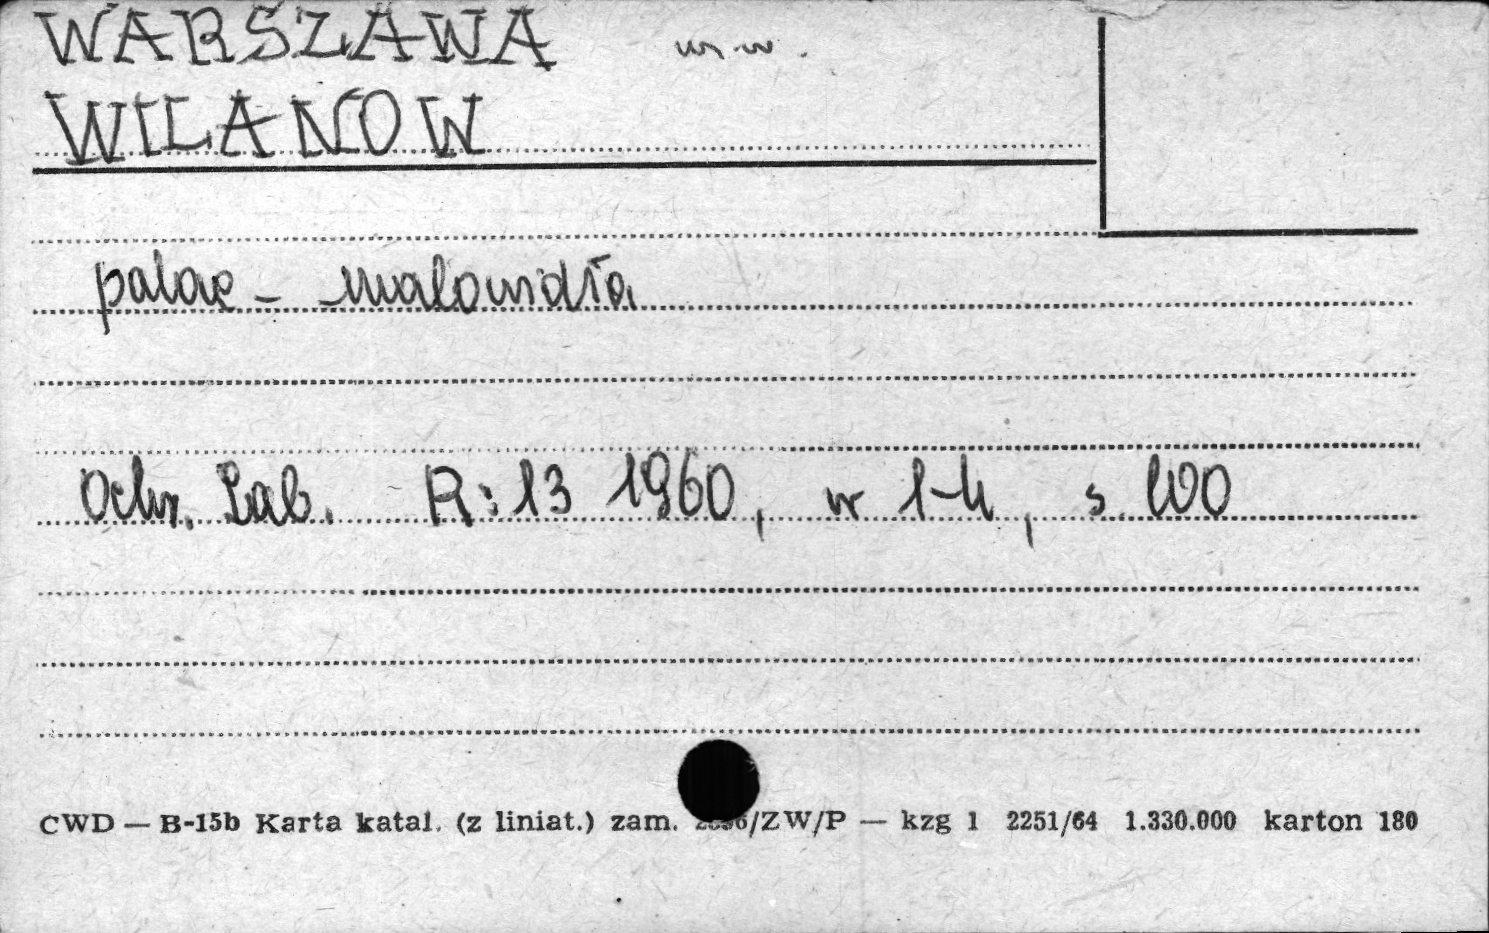 WARSZAWA m.w.
WILANOW
pałac – malowidła
Ochr. Zab. R: 13 1960, nr 1-4, s. 100
CWD — B-15b Karta katal. (z liniat.) zam. /ZW/P — kzg 1 2251/64 1.330.000 karton 180